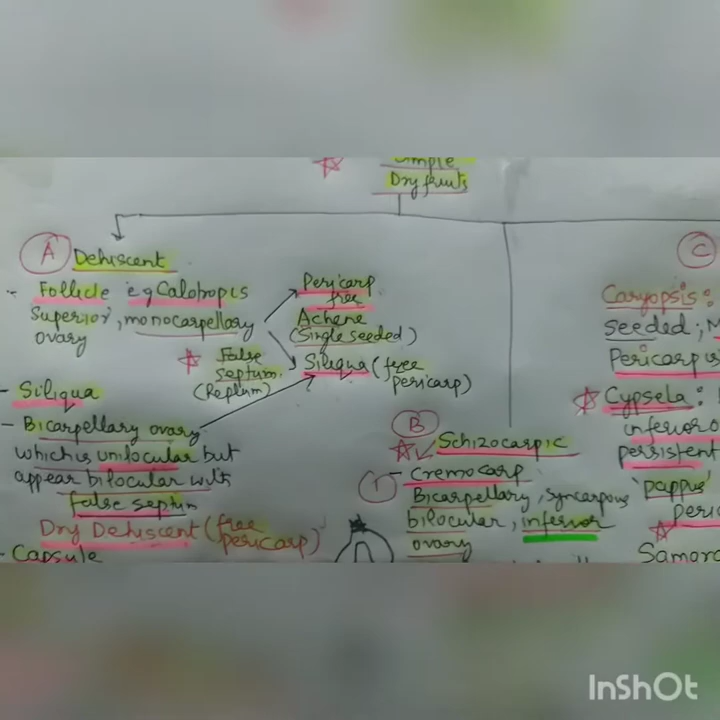 Simple
Dry fruits
A Dehiscent
- Follicle eg Calotropis
Superior, monocarpellary
ovary
Pericarp
free
Achene
(Single seeded)
False
septum.
(Replum)
Siliqua (free
pericarp)
- Siliqua
- Bicarpellary ovary
which is unilocular but
appear bilocular with
false septum
Dry Dehiscent (free
pericarp)
- Capsule
B
Schizocarpic
1 - Cremocarp
Bicarpellary, syncarpous
bilocular, inferior
ovary
C
Caryopsis:
seeded; M
Pericarp is
Cypsela:
inferior o
persistent
'pappus'
peri
Samara
InShOt